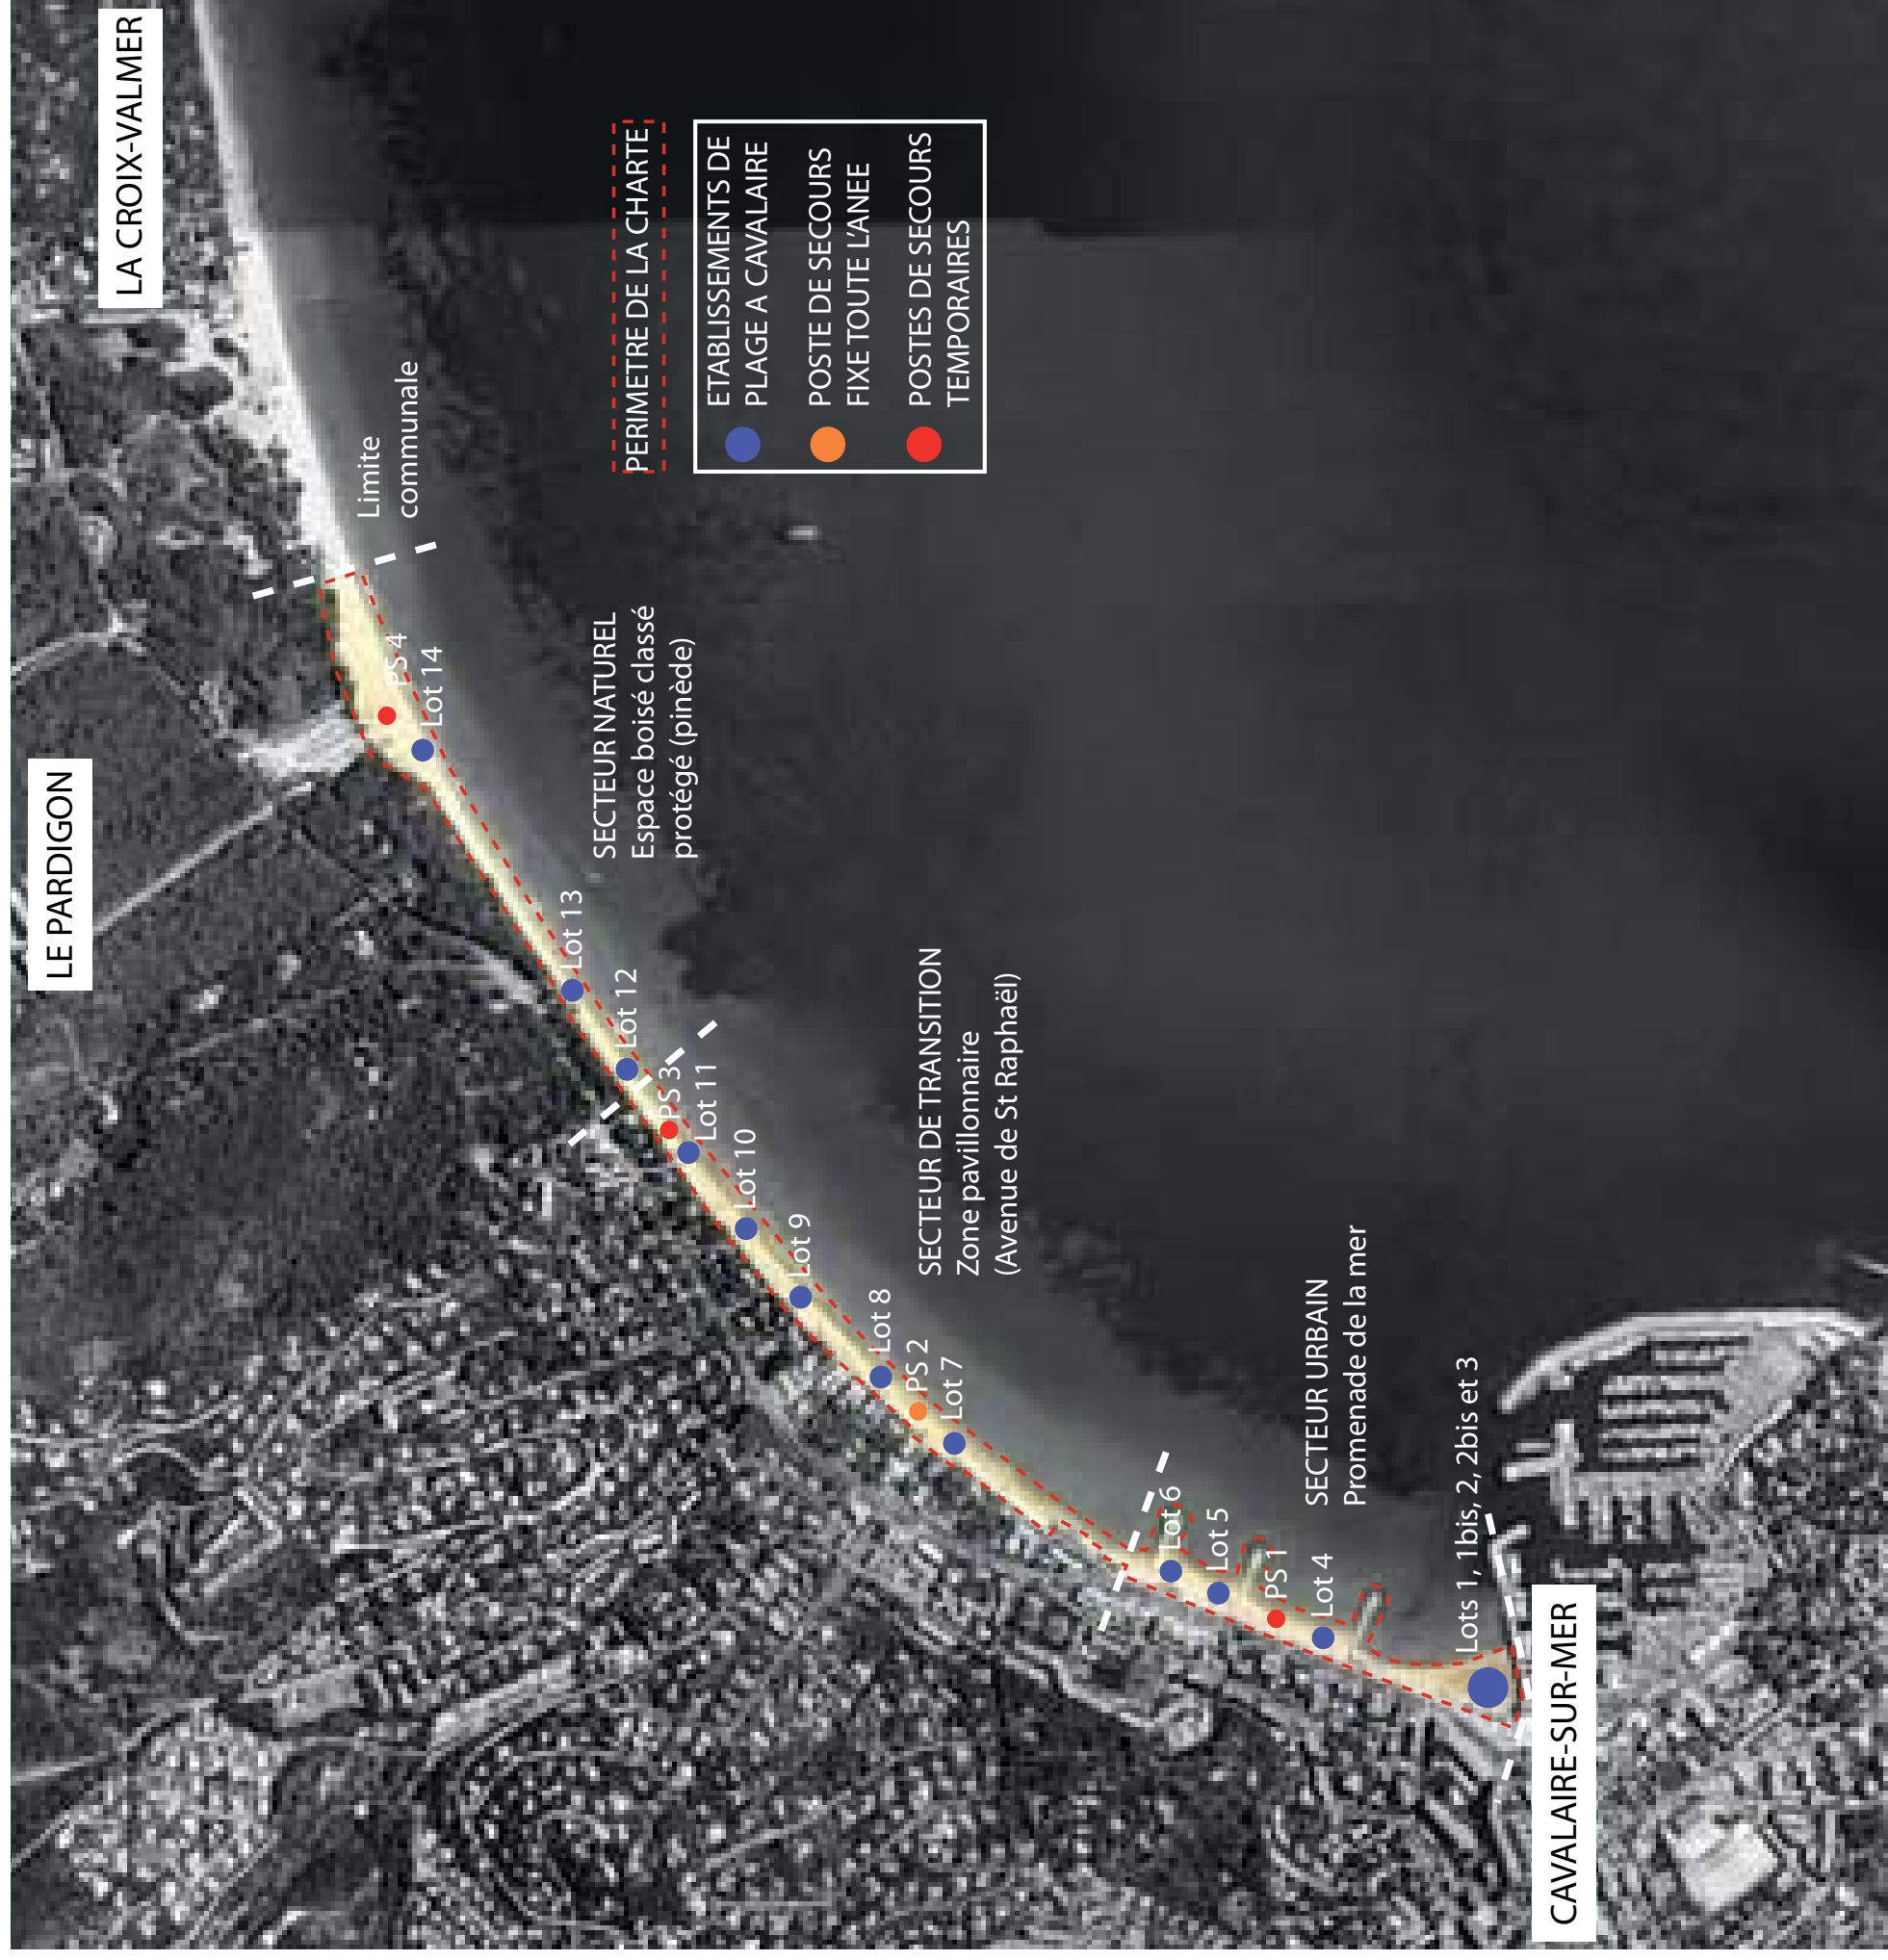 LA CROIX-VALMER
LE PARDIGON
Limite
communale
PERIMETRE DE LA CHARTE
ETABLISSEMENTS DE
PLAGE A CAVALAIRE
POSTE DE SECOURS
FIXE TOUTE L'ANEE
POSTES DE SECOURS
TEMPORAIRES
PS 4
Lot 14
SECTEUR NATUREL
Espace boisé classé
protégé (pinède)
Lot 13
Lot 12
PS 3
Lot 11
Lot 10
Lot 9
Lot 8
PS 2
Lot 7
SECTEUR DE TRANSITION
Zone pavillonnaire
(Avenue de St Raphaël)
Lot 6
Lot 5
PS 1
Lot 4
SECTEUR URBAIN
Promenade de la mer
Lots 1, 1bis, 2, 2bis et 3
CAVALAIRE-SUR-MER